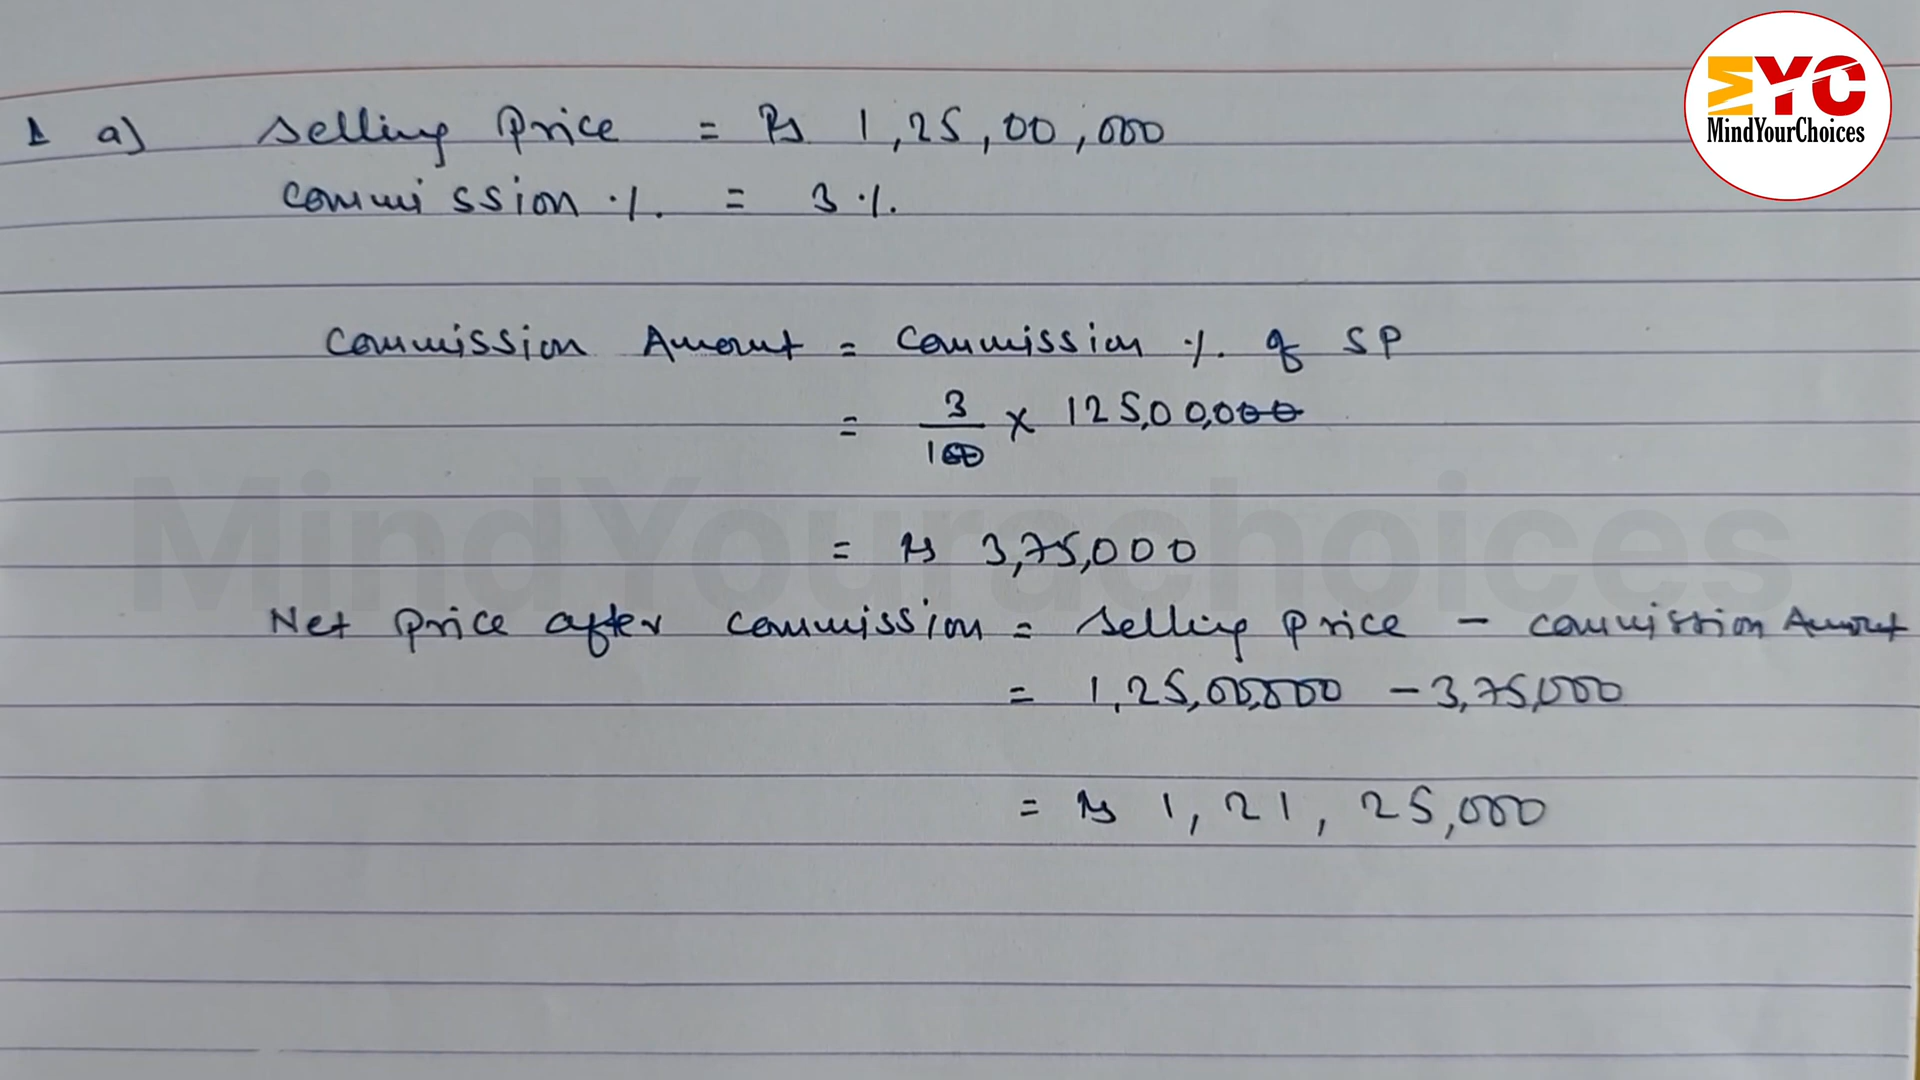 MYC
MindYourChoices
1 a) Selling Price = Rs 1,25,00,000
Commission % = 3%
Commission Amount = Commission % of SP
= 3/100 × 125,00,000
= Rs 3,75,000
Net Price after commission = Selling Price - Commission Amount
= 1,25,00,000 - 3,75,000
= Rs 1,21,25,000
MindYourachoices